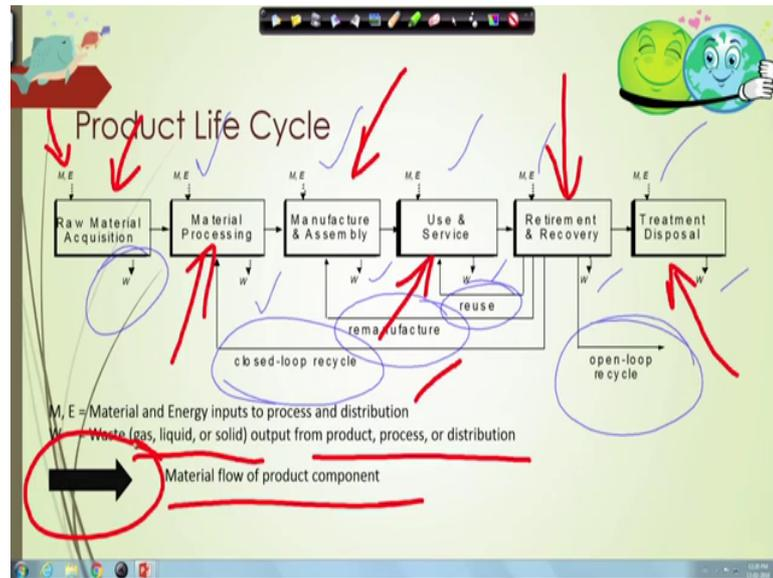 Product Life Cycle
M, E M, E M, E M, E M, E M, E
Raw Material Material Manufacture Use & Retirement Treatment
Acquisition Processing & Assembly Service & Recovery Disposal
W W W W W W
reuse
remanufacture
closed-loop recycle
open-loop
recycle
M, E = Material and Energy inputs to process and distribution
W = Waste (gas, liquid, or solid) output from product, process, or distribution
Material flow of product component